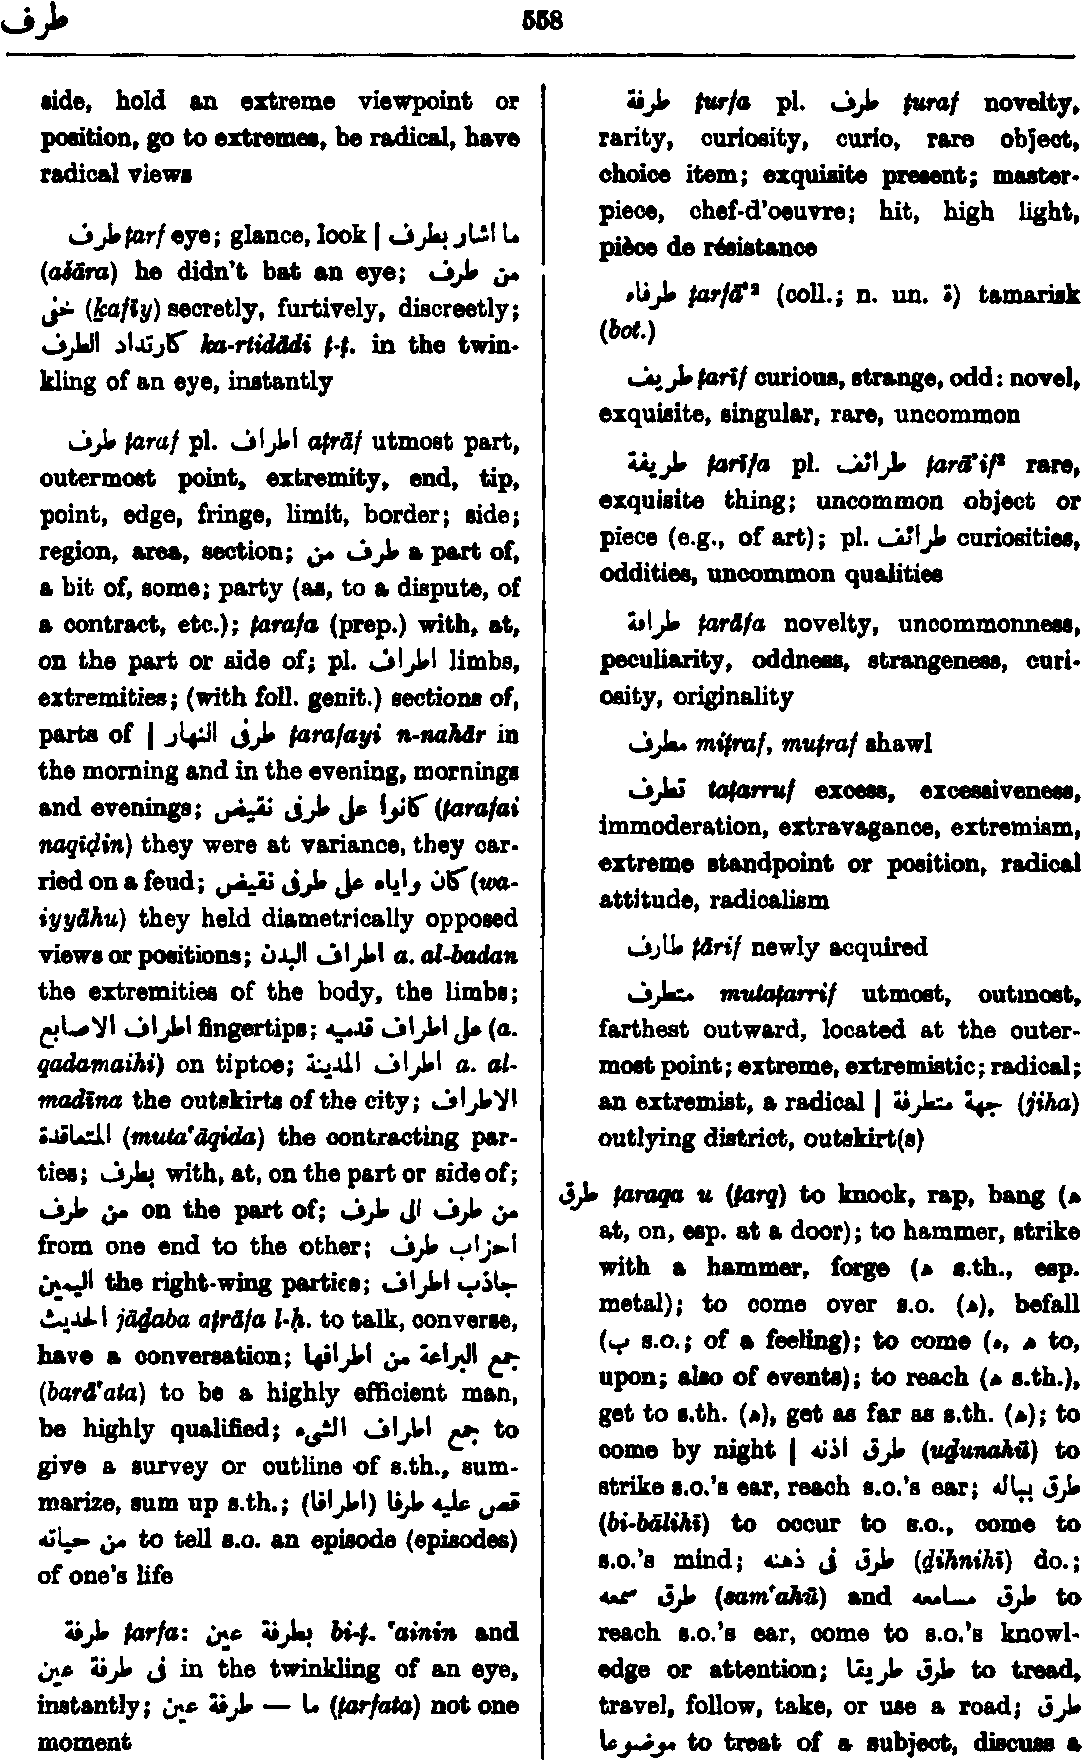 طرف
558
side, hold an extreme viewpoint or
position, go to extremes, be radical, have
radical views
طرف ṭarf eye; glance, look | ما اشار بطرف
(ašāra) he didn't bat an eye; من طرف
خفى (ḵafīy) secretly, furtively, discreetly;
كارتداد الطرف ka-rtidādi ṭ-ṭ. in the twin-
kling of an eye, instantly
طرف ṭaraf pl. اطراف aṭrāf utmost part,
outermost point, extremity, end, tip,
point, edge, fringe, limit, border; side;
region, area, section; طرف من a part of,
a bit of, some; party (as, to a dispute, of
a contract, etc.); ṭarafa (prep.) with, at,
on the part or side of; pl. اطراف limbs,
extremities; (with foll. genit.) sections of,
parts of | طرفى النهار ṭarafayi n-nahār in
the morning and in the evening, mornings
and evenings; كانوا على طرفى نقيض (ṭarafai
naqīḍin) they were at variance, they car-
ried on a feud; كان واياه على طرفى نقيض (wa-
iyyāhu) they held diametrically opposed
views or positions; اطراف البدن a. al-badan
the extremities of the body, the limbs;
اطراف الاصابع fingertips; على اطراف قدميه (a.
qadamaihi) on tiptoe; اطراف المدينة a. al-
madīna the outskirts of the city; الاطراف
المتعاقدة (muta'āqida) the contracting par-
ties; بطرف with, at, on the part or side of;
من طرف on the part of; من طرف الى طرف
from one end to the other; احزاب طرف
اليمين the right-wing parties; جاذب اطراف
الحديث jāḏaba aṭrāfa l-ḥ. to talk, converse,
have a conversation; جمع البراعة من اطرافها
(barā'ata) to be a highly efficient man,
be highly qualified; جمع اطراف الشىء to
give a survey or outline of s.th., sum-
marize, sum up s.th.; قص عليه طرفا (اطرافا)
من حياته to tell s.o. an episode (episodes)
of one's life
طرفة ṭarfa: بطرفة عين bi-ṭ. 'ainin and
فى طرفة عين in the twinkling of an eye,
instantly; ما — طرفة عين (ṭarfata) not one
moment
طرفة ṭurfa pl. طرف ṭuraf novelty,
rarity, curiosity, curio, rare object,
choice item; exquisite present; master-
piece, chef-d'oeuvre; hit, high light,
pièce de résistance
طرفاء ṭarfā'² (coll.; n. un. ة) tamarisk
(bot.)
طريف ṭarīf curious, strange, odd: novel,
exquisite, singular, rare, uncommon
طريفة ṭarīfa pl. طرائف ṭarā'if² rare,
exquisite thing; uncommon object or
piece (e.g., of art); pl. طرائف curiosities,
oddities, uncommon qualities
طرافة ṭarāfa novelty, uncommonness,
peculiarity, oddness, strangeness, curi-
osity, originality
مطرف miṭraf, muṭraf shawl
تطرف taṭarruf excess, excessiveness,
immoderation, extravagance, extremism,
extreme standpoint or position, radical
attitude, radicalism
طارف ṭārif newly acquired
متطرف mutaṭarrif utmost, outmost,
farthest outward, located at the outer-
most point; extreme, extremistic; radical;
an extremist, a radical | جهة متطرفة (jiha)
outlying district, outskirt(s)
طرق ṭaraqa u (ṭarq) to knock, rap, bang (ه
at, on, esp. at a door); to hammer, strike
with a hammer, forge (ه s.th., esp.
metal); to come over s.o. (ه), befall
(ب s.o.; of a feeling); to come (ه, ه to,
upon; also of events); to reach (ه s.th.),
get to s.th. (ه), get as far as s.th. (ه); to
come by night | طرق اذنه (uḏunahū) to
strike s.o.'s ear, reach s.o.'s ear; طرق بباله
(bi-bālihī) to occur to s.o., come to
s.o.'s mind; طرق فى ذهنه (ḏihnihī) do.;
طرق سمعه (sam'ahū) and طرق مسامعه to
reach s.o.'s ear, come to s.o.'s knowl-
edge or attention; طرق طريقا to tread,
travel, follow, take, or use a road; طرق
موضوعا to treat of a subject, discuss a